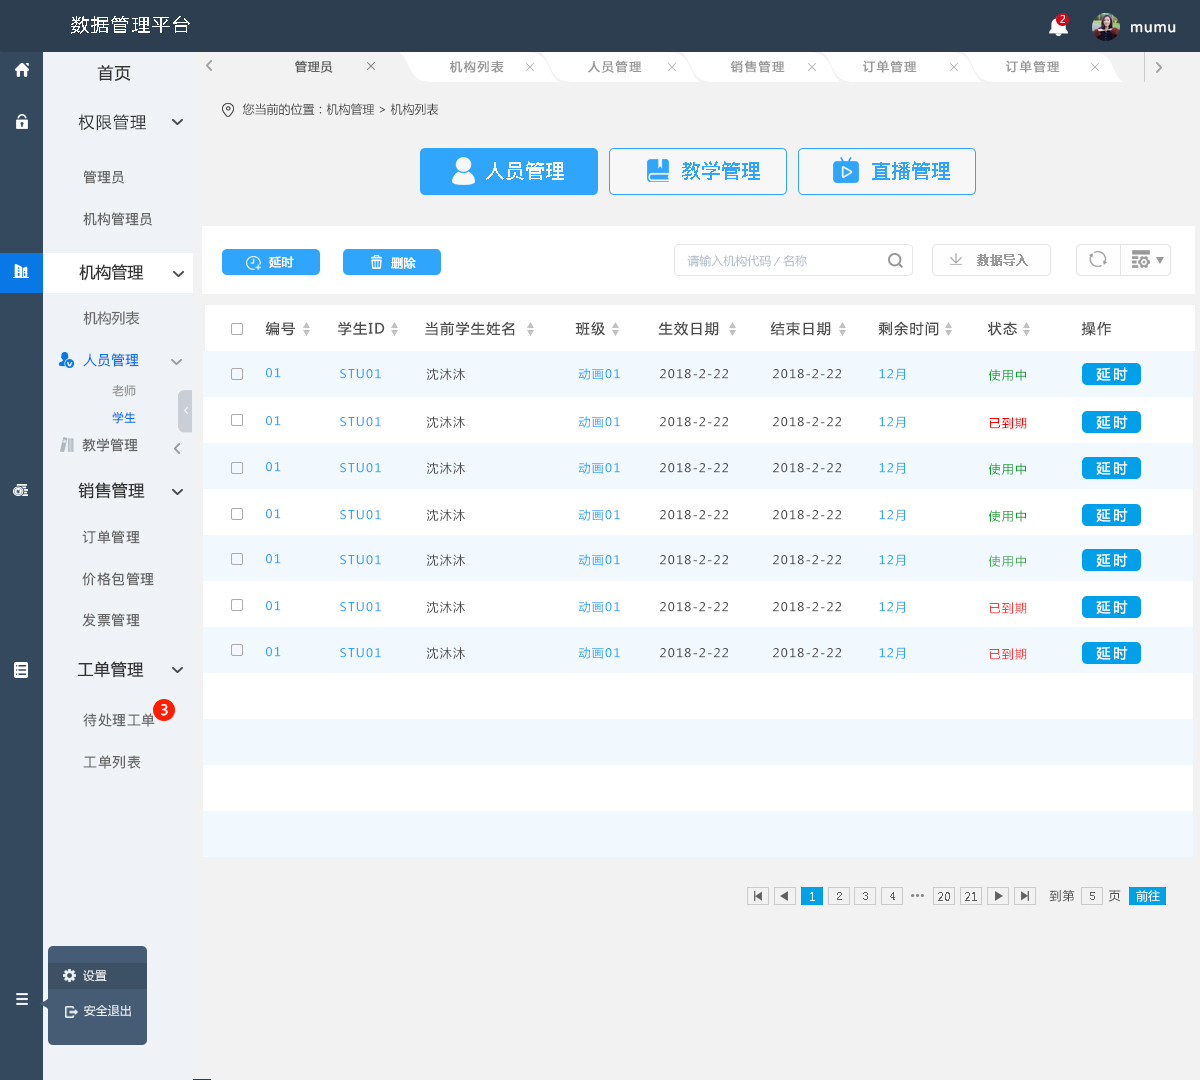 数据管理平台
2
mumu
管理员 机构列表 人员管理 销售管理 订单管理 订单管理
您当前的位置：机构管理 > 机构列表
首页
权限管理
管理员
机构管理员
机构管理
机构列表
人员管理
老师
学生
教学管理
销售管理
订单管理
价格包管理
发票管理
工单管理
待处理工单 3
工单列表
设置
安全退出
人员管理 教学管理 直播管理
延时 删除 请输入机构代码 / 名称 数据导入
编号 学生ID 当前学生姓名 班级 生效日期 结束日期 剩余时间 状态 操作
01 STU01 沈沐沐 动画01 2018-2-22 2018-2-22 12月 使用中 延时
01 STU01 沈沐沐 动画01 2018-2-22 2018-2-22 12月 已到期 延时
01 STU01 沈沐沐 动画01 2018-2-22 2018-2-22 12月 使用中 延时
01 STU01 沈沐沐 动画01 2018-2-22 2018-2-22 12月 使用中 延时
01 STU01 沈沐沐 动画01 2018-2-22 2018-2-22 12月 使用中 延时
01 STU01 沈沐沐 动画01 2018-2-22 2018-2-22 12月 已到期 延时
01 STU01 沈沐沐 动画01 2018-2-22 2018-2-22 12月 已到期 延时
1 2 3 4 ••• 20 21 到第 5 页 前往